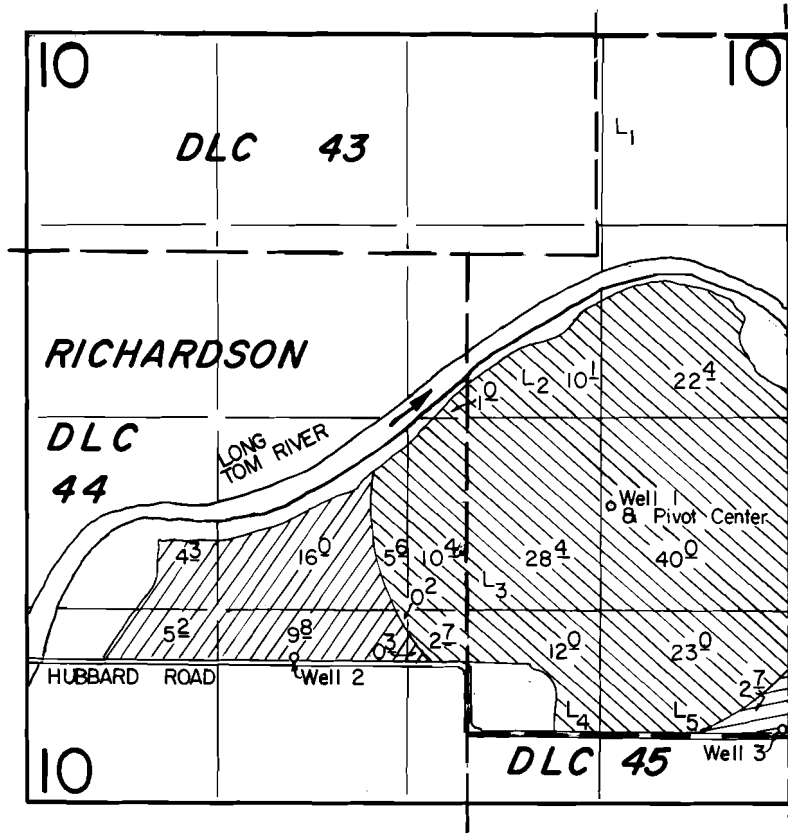 10 10
DLC 43
L1
RICHARDSON
DLC
44
LONG
TOM RIVER
L2
10 1
22 4
1 0
Well 1
& Pivot Center
4 3
16 0
5 6
10 4
28 4
40 0
L3
0 2
5 2
9 8
0 3
2 7
12 0
23 0
2 7
HUBBARD ROAD
Well 2
L4
L5
Well 3
10
DLC 45